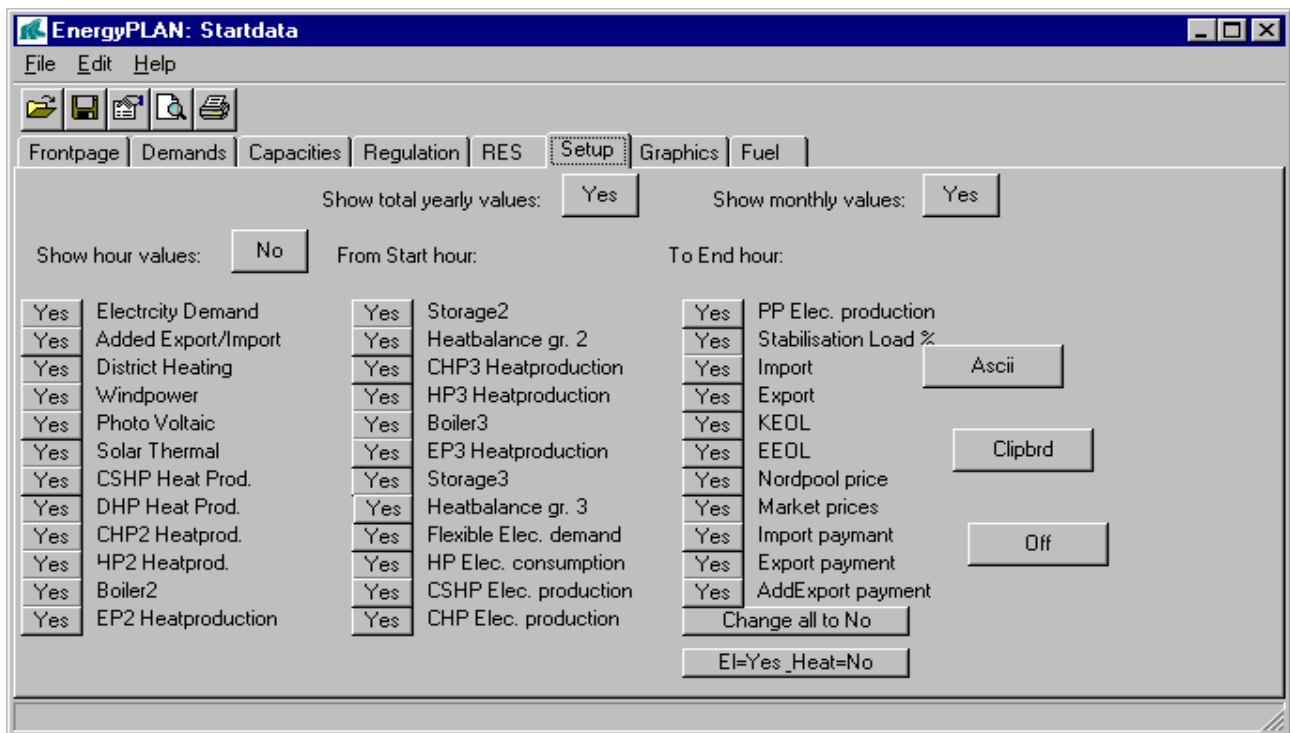 EnergyPLAN: Startdata
File Edit Help
Frontpage Demands Capacities Regulation RES Setup Graphics Fuel
Show total yearly values: Yes Show monthly values: Yes
Show hour values: No From Start hour: To End hour:
Yes Electrcity Demand Yes Storage2 Yes PP Elec. production
Yes Added Export/Import Yes Heatbalance gr. 2 Yes Stabilisation Load %
Yes District Heating Yes CHP3 Heatproduction Yes Import Ascii
Yes Windpower Yes HP3 Heatproduction Yes Export
Yes Photo Voltaic Yes Boiler3 Yes KEOL
Yes Solar Thermal Yes EP3 Heatproduction Yes EEOL Clipbrd
Yes CSHP Heat Prod. Yes Storage3 Yes Nordpool price
Yes DHP Heat Prod. Yes Heatbalance gr. 3 Yes Market prices
Yes CHP2 Heatprod. Yes Flexible Elec. demand Yes Import paymant Off
Yes HP2 Heatprod. Yes HP Elec. consumption Yes Export payment
Yes Boiler2 Yes CSHP Elec. production Yes AddExport payment
Yes EP2 Heatproduction Yes CHP Elec. production Change all to No
El=Yes_Heat=No